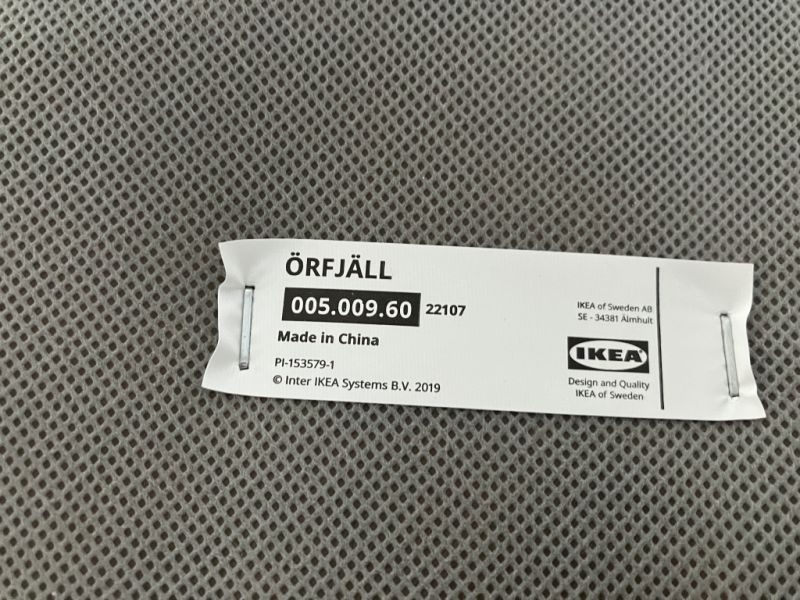 ÖRFJÄLL
005.009.60 22107
Made in China
PI-153579-1
© Inter IKEA Systems B.V. 2019
IKEA of Sweden AB
SE - 34381 Älmhult
IKEA
Design and Quality
IKEA of Sweden